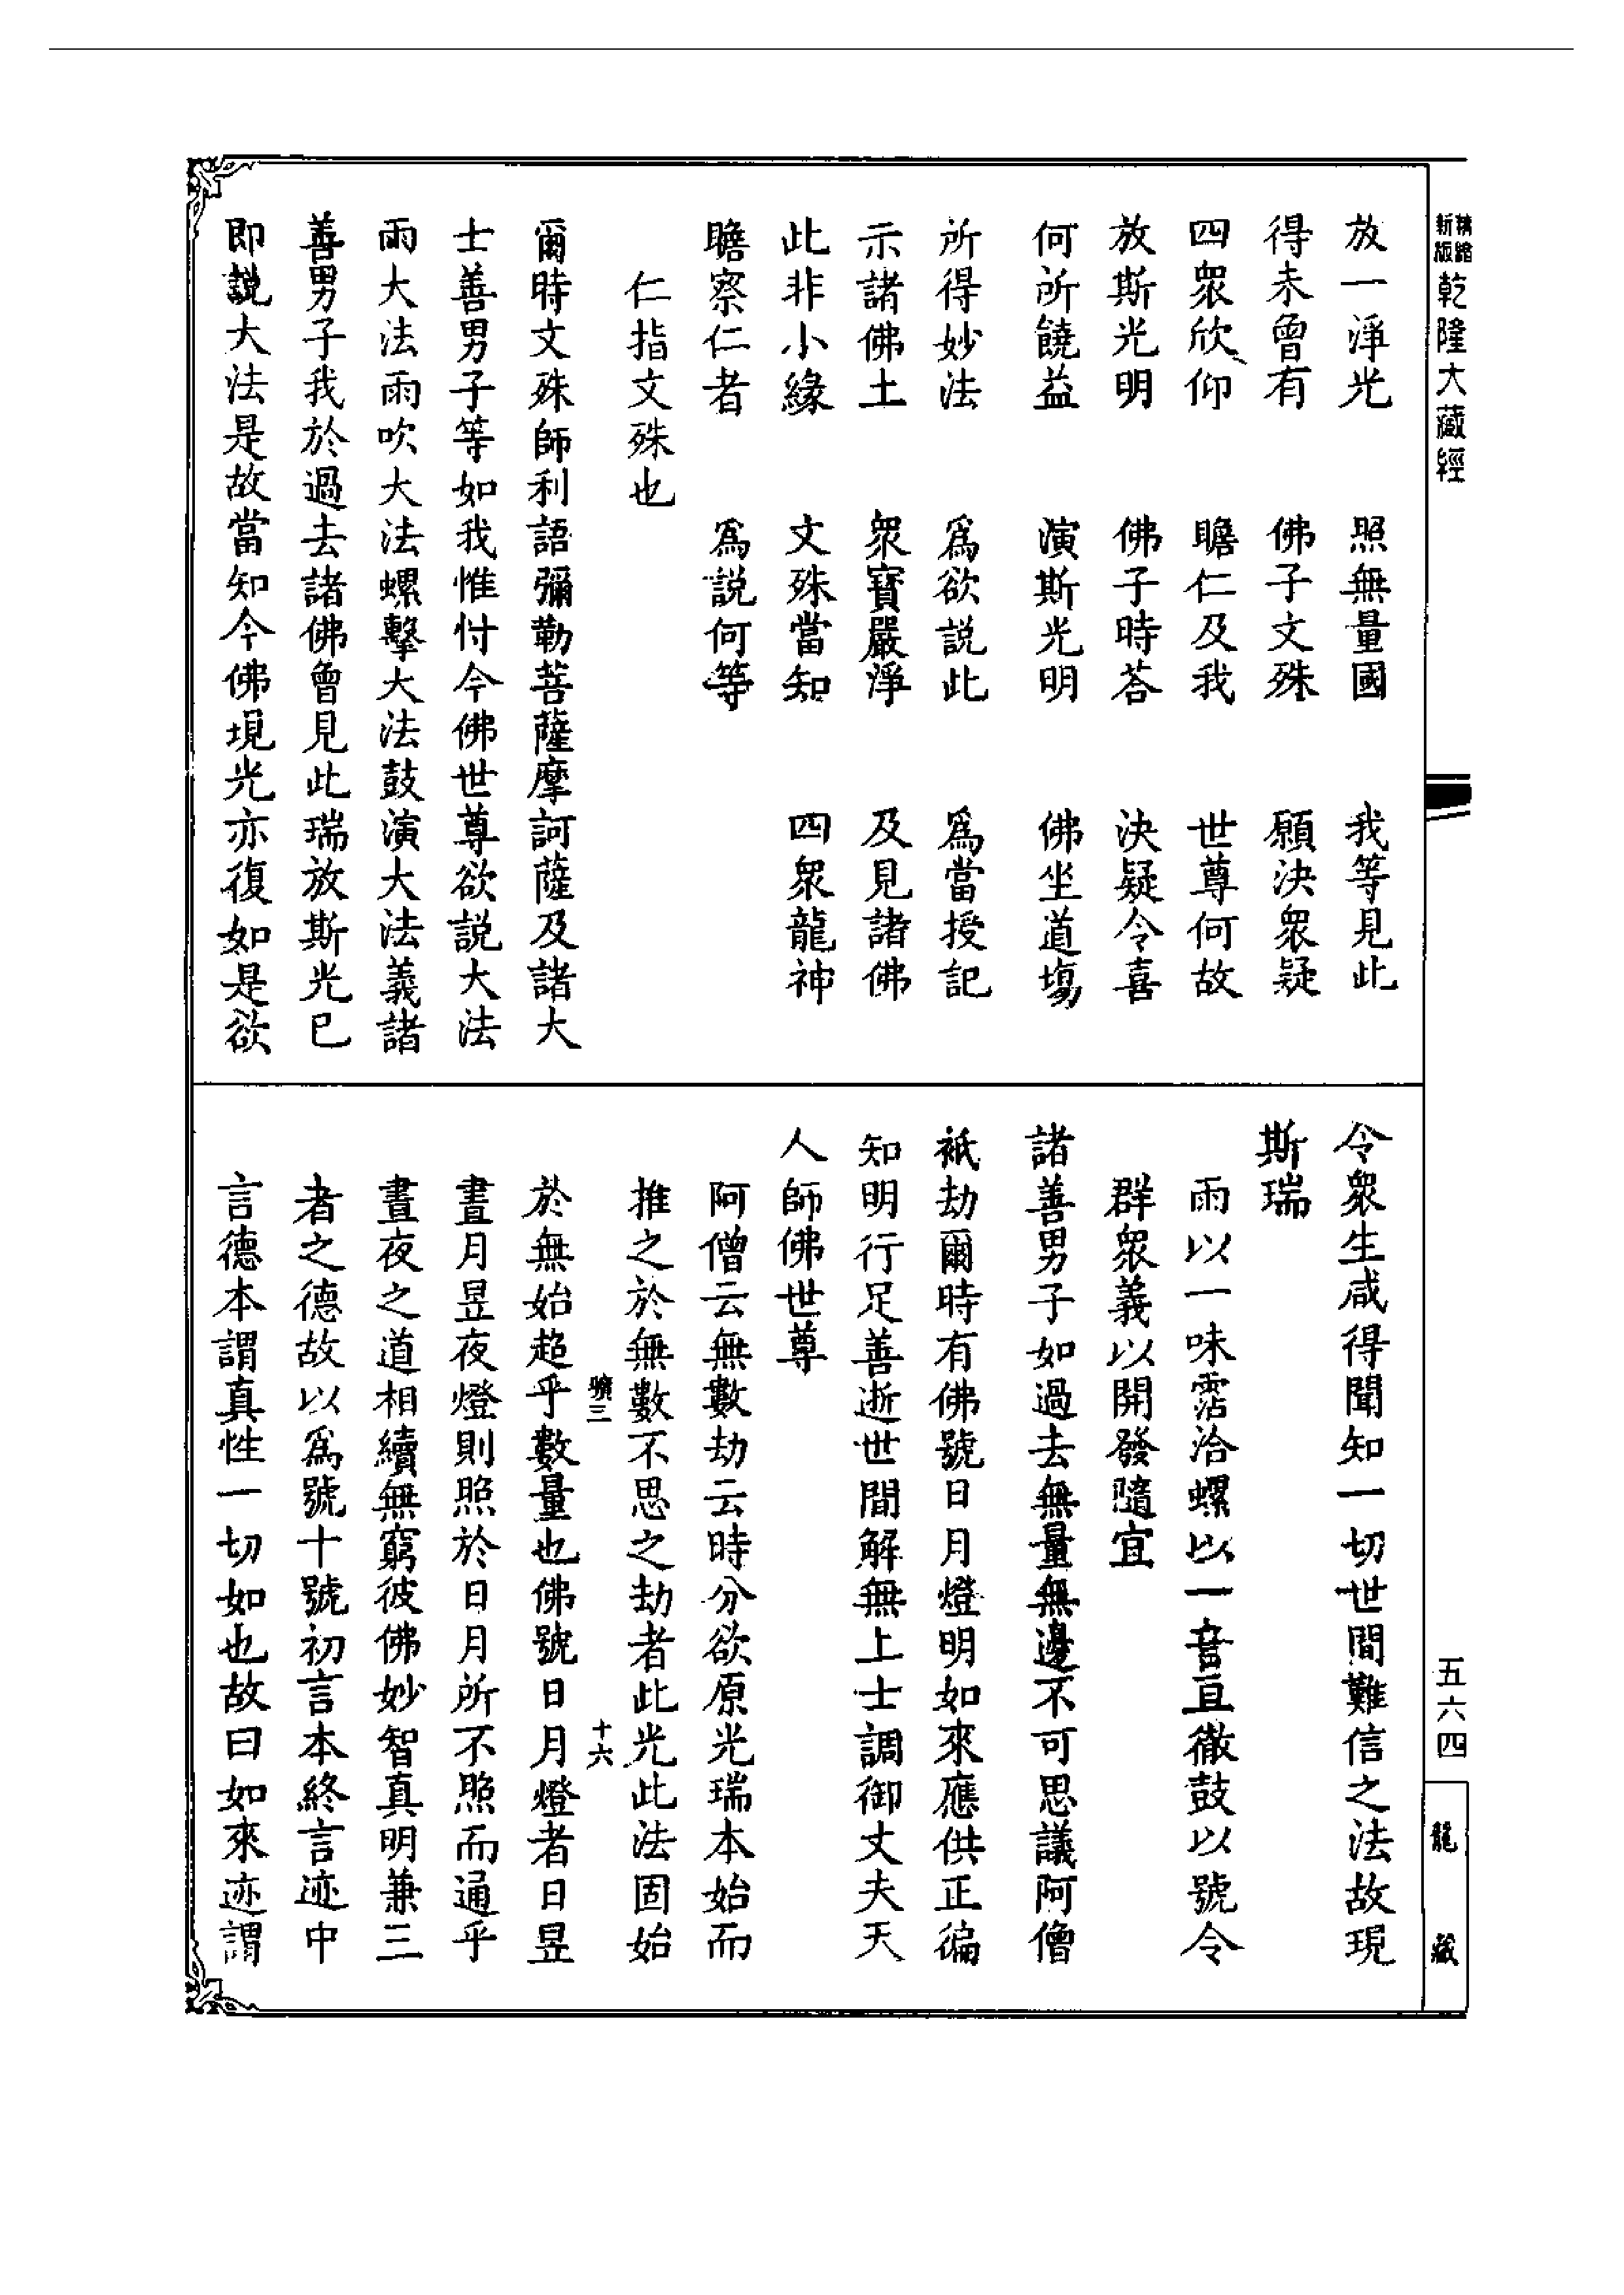 精縮新版乾隆大藏經
放一淨光　照無量國　我等見此
得未曾有　佛子文殊　願決衆疑
四衆欣仰　瞻仁及我　世尊何故
放斯光明　佛子時荅　決疑令喜
何所饒益　演斯光明　佛坐道塲
所得妙法　爲欲説此　爲當授記
示諸佛土　衆寶嚴淨　及見諸佛
此非小緣　文殊當知　四衆龍神
瞻察仁者　爲説何等
仁指文殊也
爾時文殊師利語彌勒菩薩摩訶薩及諸大
士善男子等如我惟忖今佛世尊欲説大法
雨大法雨吹大法螺擊大法鼓演大法義諸
善男子我於過去諸佛曾見此瑞放斯光已
即説大法是故當知今佛現光亦復如是欲
令衆生咸得聞知一切世間難信之法故現
斯瑞
雨以一味霑洽螺以一音亘徹鼓以號令
群衆義以開發隨宜
諸善男子如過去無量無邊不可思議阿僧
祇劫爾時有佛號日月燈明如來應供正徧
知明行足善逝世間解無上士調御丈夫天
人師佛世尊
阿僧云無數劫云時分欲原光瑞本始而
推之於無數不思之劫者此光此法固始
曠三　十六
於無始超乎數量也佛號日月燈者日昱
晝月昱夜燈則照於日月所不照而通乎
晝夜之道相續無窮彼佛妙智真明兼三
者之德故以爲號十號初言本終言迹中
言德本謂真性一切如也故曰如來迹謂
五六四
龍藏